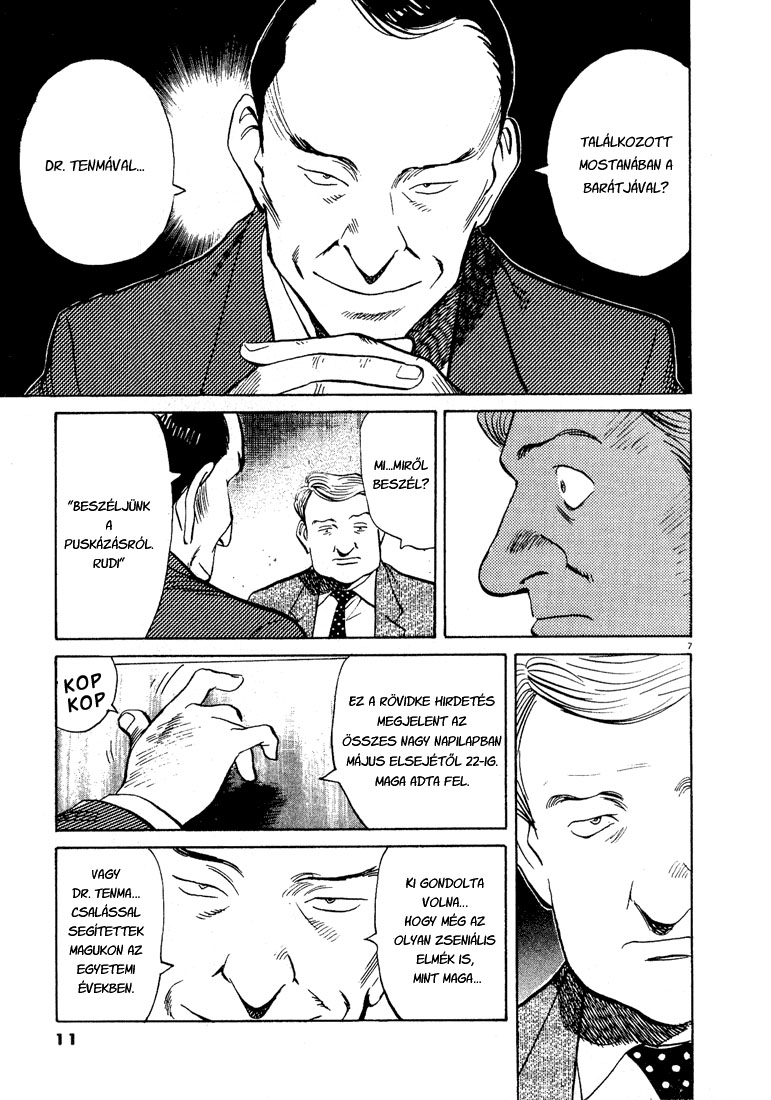 TALÁLKOZOTT
MOSTANÁBAN A
BARÁTJÁVAL?
DR. TENMÁVAL...
MI...MIRŐL
BESZÉL?
"BESZÉLJÜNK
A
PUSKÁZÁSRÓL.
RUDI"
7
EZ A RÖVIDKE HIRDETÉS
MEGJELENT AZ
ÖSSZES NAGY NAPILAPBAN
MÁJUS ELSEJÉTŐL 22-IG.
MAGA ADTA FEL.
KOP
KOP
KI GONDOLTA
VOLNA...
HOGY MÉG AZ
OLYAN ZSENIÁLIS
ELMÉK IS,
MINT MAGA...
VAGY
DR. TENMA...
CSALÁSSAL
SEGÍTETTEK
MAGUKON AZ
EGYETEMI
ÉVEKBEN.
11